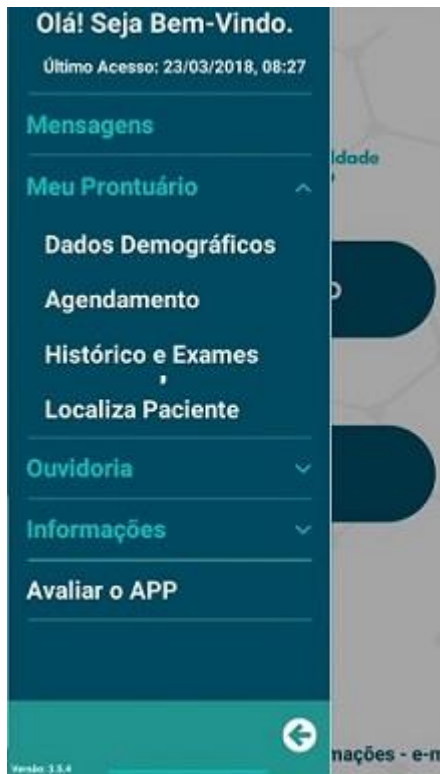 Olá! Seja Bem-Vindo.
Último Acesso: 23/03/2018, 08:27
Mensagens
Meu Prontuário
Dados Demográficos
Agendamento
Histórico e Exames
Localiza Paciente
Ouvidoria
Informações
Avaliar o APP
mações - e-m